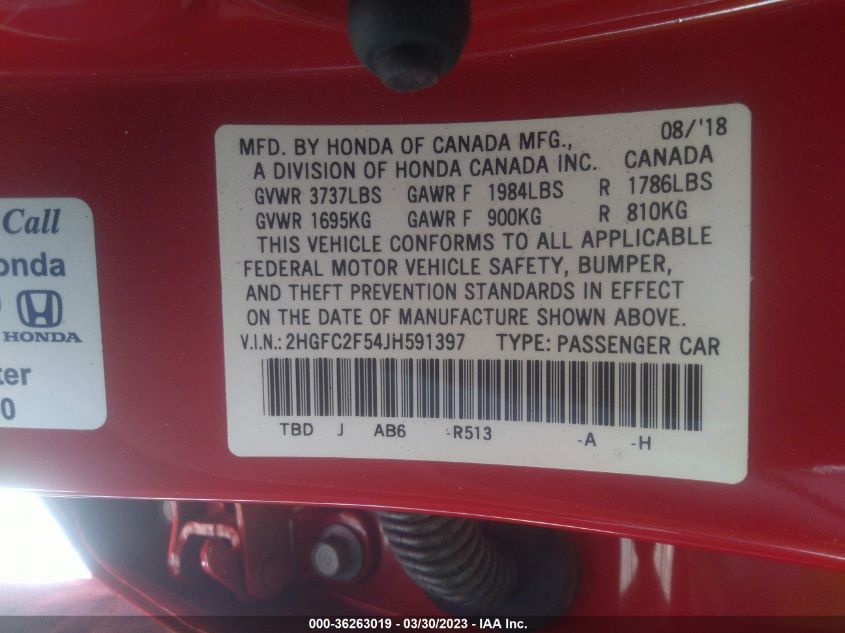 MFD. BY HONDA OF CANADA MFG., 08/'18
A DIVISION OF HONDA CANADA INC. CANADA
GVWR 3737LBS GAWR F 1984LBS R 1786LBS
GVWR 1695KG GAWR F 900KG R 810KG
THIS VEHICLE CONFORMS TO ALL APPLICABLE
FEDERAL MOTOR VEHICLE SAFETY, BUMPER,
AND THEFT PREVENTION STANDARDS IN EFFECT
ON THE DATE OF MANUFACTURE SHOWN ABOVE.
V.I.N.:2HGFC2F54JH591397 TYPE: PASSENGER CAR
TBD J AB6 -R513 -A -H
Call
onda
HONDA
ter
0
000-36263019 — 03/30/2023 — IAA Inc.